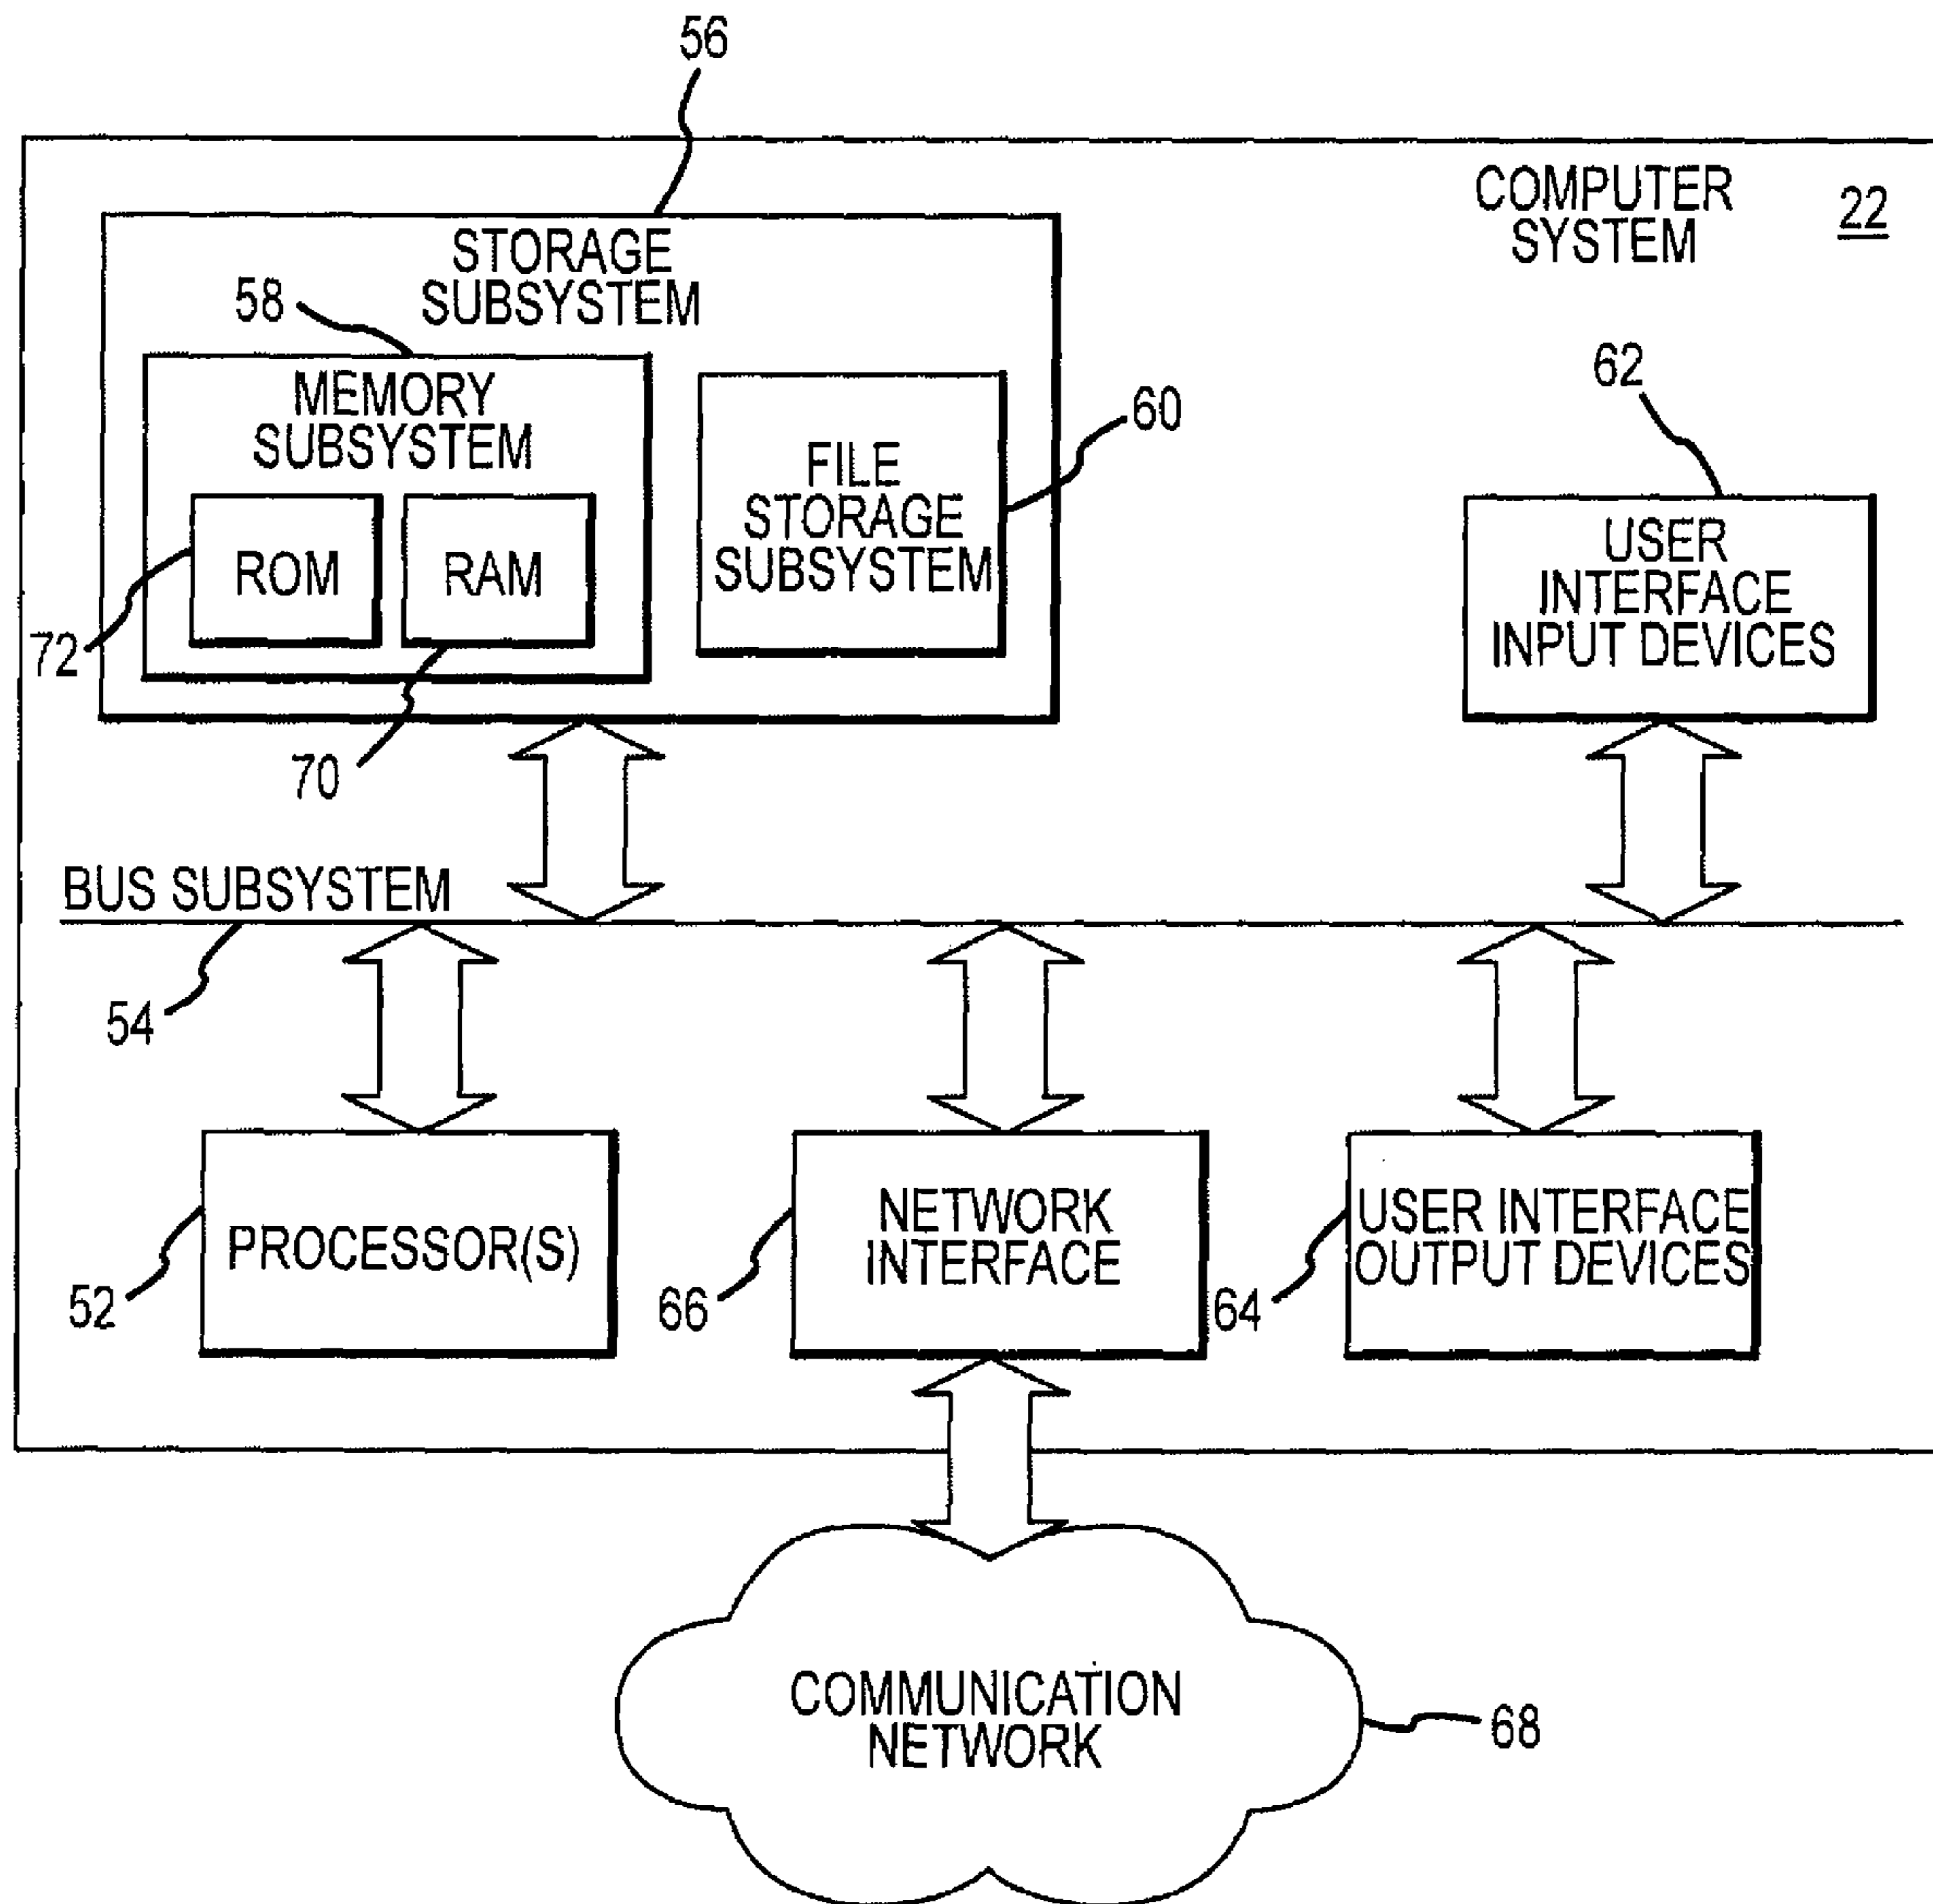 56
COMPUTER
SYSTEM
22
STORAGE
SUBSYSTEM
58
MEMORY
SUBSYSTEM
ROM
RAM
72
70
FILE
STORAGE
SUBSYSTEM
60
62
USER
INTERFACE
INPUT DEVICES
BUS SUBSYSTEM
54
PROCESSOR(S)
52
NETWORK
INTERFACE
66
USER INTERFACE
OUTPUT DEVICES
64
COMMUNICATION
NETWORK
68